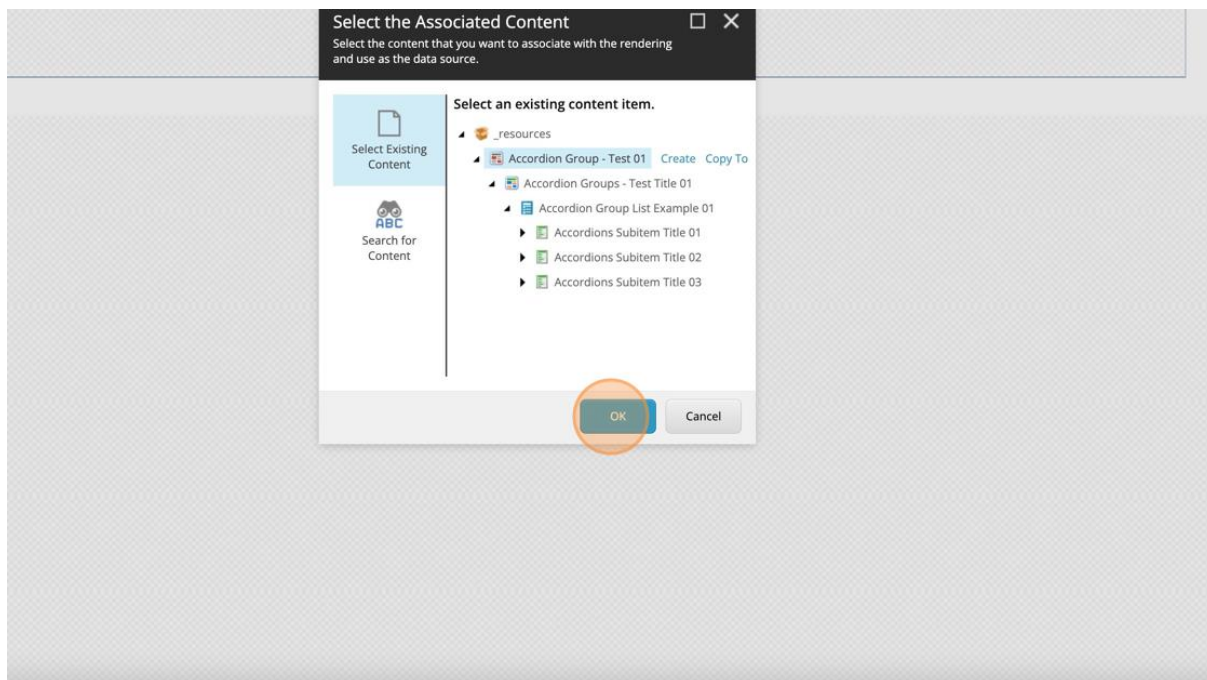 Select the Associated Content
Select the content that you want to associate with the rendering
and use as the data source.
Select Existing
Content
ABC
Search for
Content
Select an existing content item.
_resources
Accordion Group - Test 01 Create Copy To
Accordion Groups - Test Title 01
Accordion Group List Example 01
Accordions Subitem Title 01
Accordions Subitem Title 02
Accordions Subitem Title 03
OK Cancel